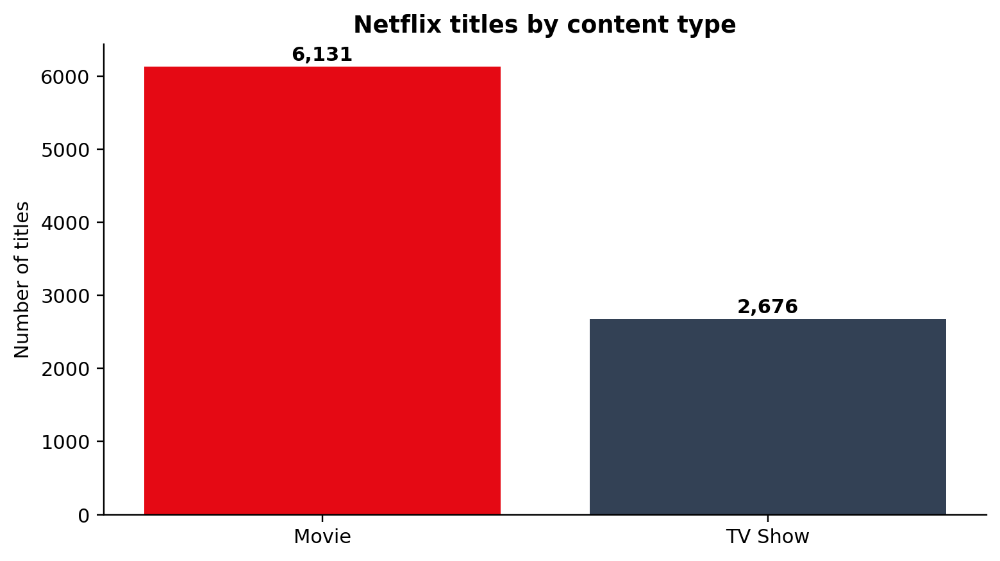 Netflix titles by content type
6,131
6000
5000
4000
3000
2,676
2000
1000
0
Number of titles
Movie
TV Show